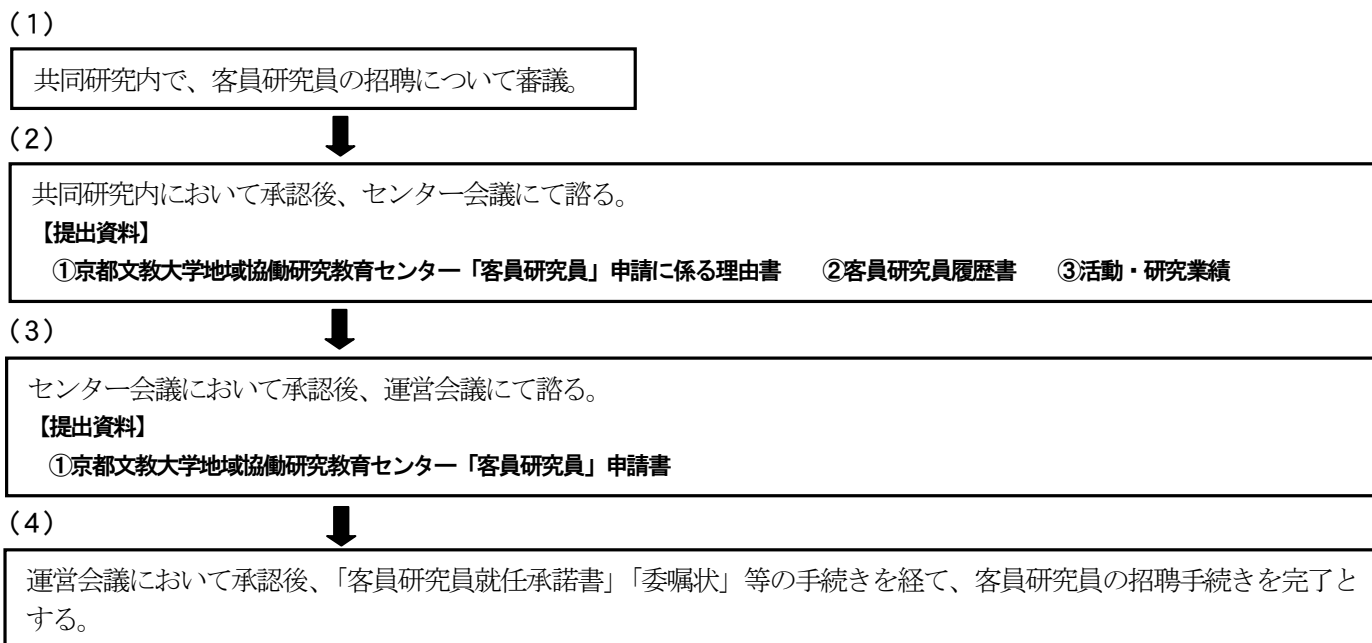 (1)
共同研究内で、客員研究員の招聘について審議。
(2)
共同研究内において承認後、センター会議にて諮る。
【提出資料】
①京都文教大学地域協働研究教育センター「客員研究員」申請に係る理由書　②客員研究員履歴書　③活動・研究業績
(3)
センター会議において承認後、運営会議にて諮る。
【提出資料】
①京都文教大学地域協働研究教育センター「客員研究員」申請書
(4)
運営会議において承認後、「客員研究員就任承諾書」「委嘱状」等の手続きを経て、客員研究員の招聘手続きを完了と
する。